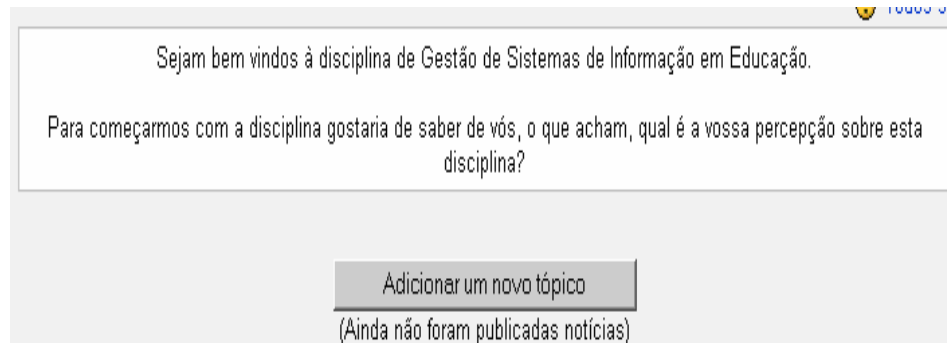 Sejam bem vindos à disciplina de Gestão de Sistemas de Informação em Educação.
Para começarmos com a disciplina gostaria de saber de vós, o que acham, qual é a vossa percepção sobre esta
disciplina?
Adicionar um novo tópico
(Ainda não foram publicadas notícias)